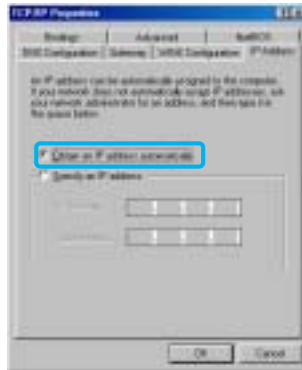 TCP/IP Properties
Bindings Advanced NetBIOS
DNS Configuration Gateway WINS Configuration IP Address
An IP address can be automatically assigned to this computer.
If your network does not automatically assign IP addresses, ask
your network administrator for an address, and then type it in
the space below.
Obtain an IP address automatically
Specify an IP address
OK Cancel